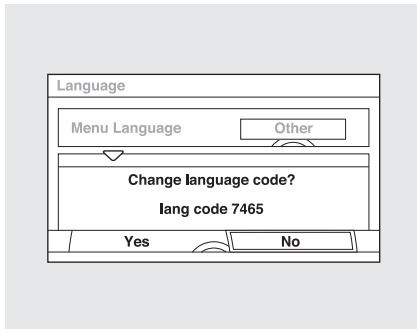 Language
Menu Language Other
Change language code?
lang code 7465
Yes No